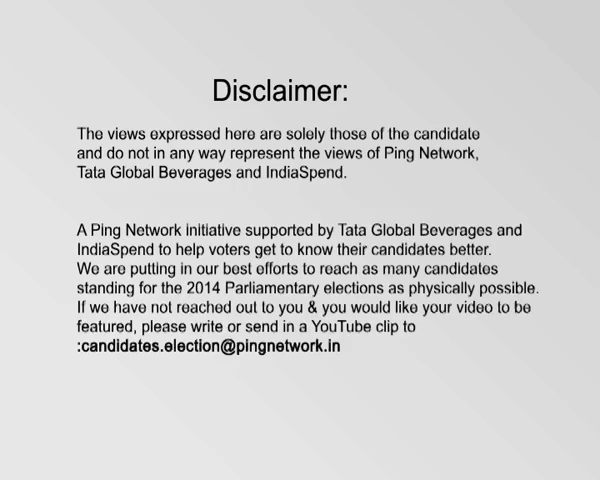 Disclaimer:
The views expressed here are solely those of the candidate
and do not in any way represent the views of Ping Network,
Tata Global Beverages and IndiaSpend.
A Ping Network initiative supported by Tata Global Beverages and
IndiaSpend to help voters get to know their candidates better.
We are putting in our best efforts to reach as many candidates
standing for the 2014 Parliamentary elections as physically possible.
If we have not reached out to you & you would like your video to be
featured, please write or send in a YouTube clip to
:candidates.election@pingnetwork.in